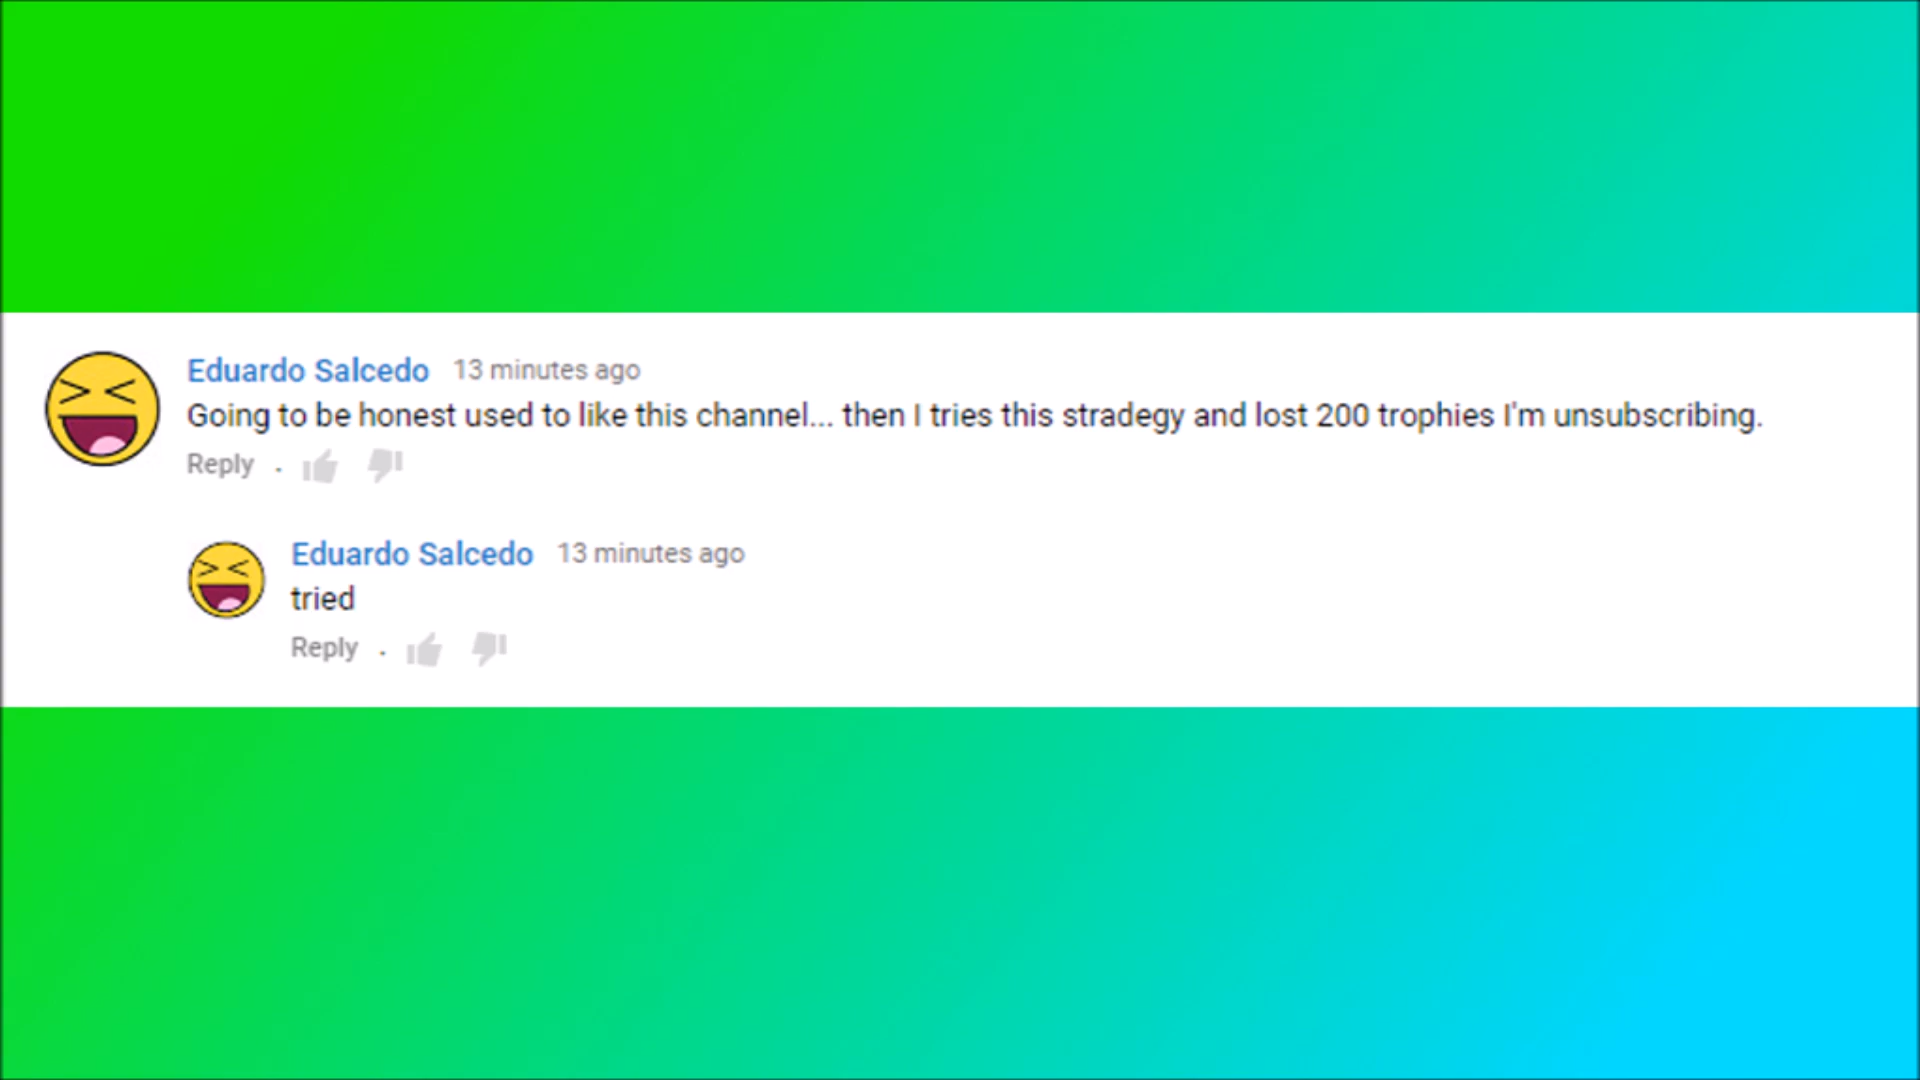 Eduardo Salcedo 13 minutes ago
Going to be honest used to like this channel... then I tries this stradegy and lost 200 trophies I'm unsubscribing.
Reply .
Eduardo Salcedo 13 minutes ago
tried
Reply .